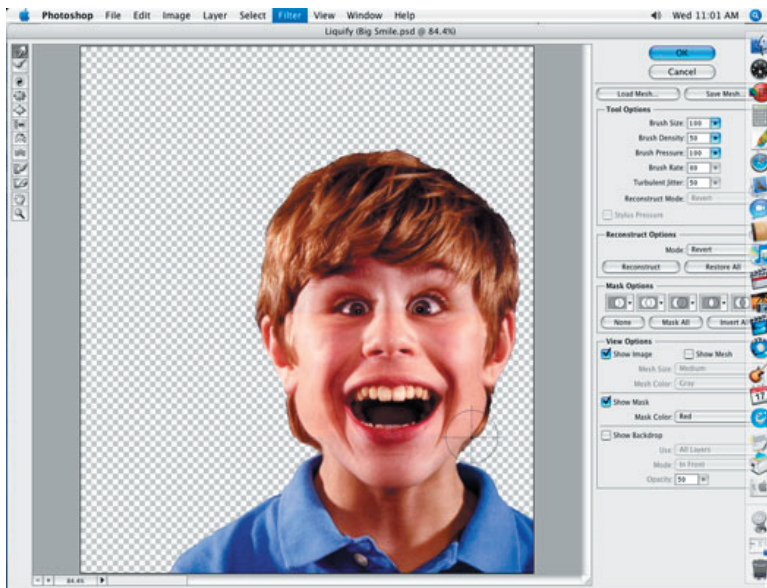 Photoshop File Edit Image Layer Select Filter View Window Help Wed 11:01 AM
Liquify (Big Smile.psd @ 84.4%)
OK
Cancel
Load Mesh... Save Mesh...
Tool Options
Brush Size: 100
Brush Density: 50
Brush Pressure: 100
Brush Rate: 80
Turbulent Jitter: 50
Reconstruct Mode: Revert
Stylus Pressure
Reconstruct Options
Mode: Revert
Reconstruct Restore All
Mask Options
None Mask All Invert A
View Options
Show Image Show Mesh
Mesh Size: Medium
Mesh Color: Gray
Show Mask
Mask Color: Red
Show Backdrop
Use: All Layers
Mode: In Front
Opacity: 50
84.4%
17